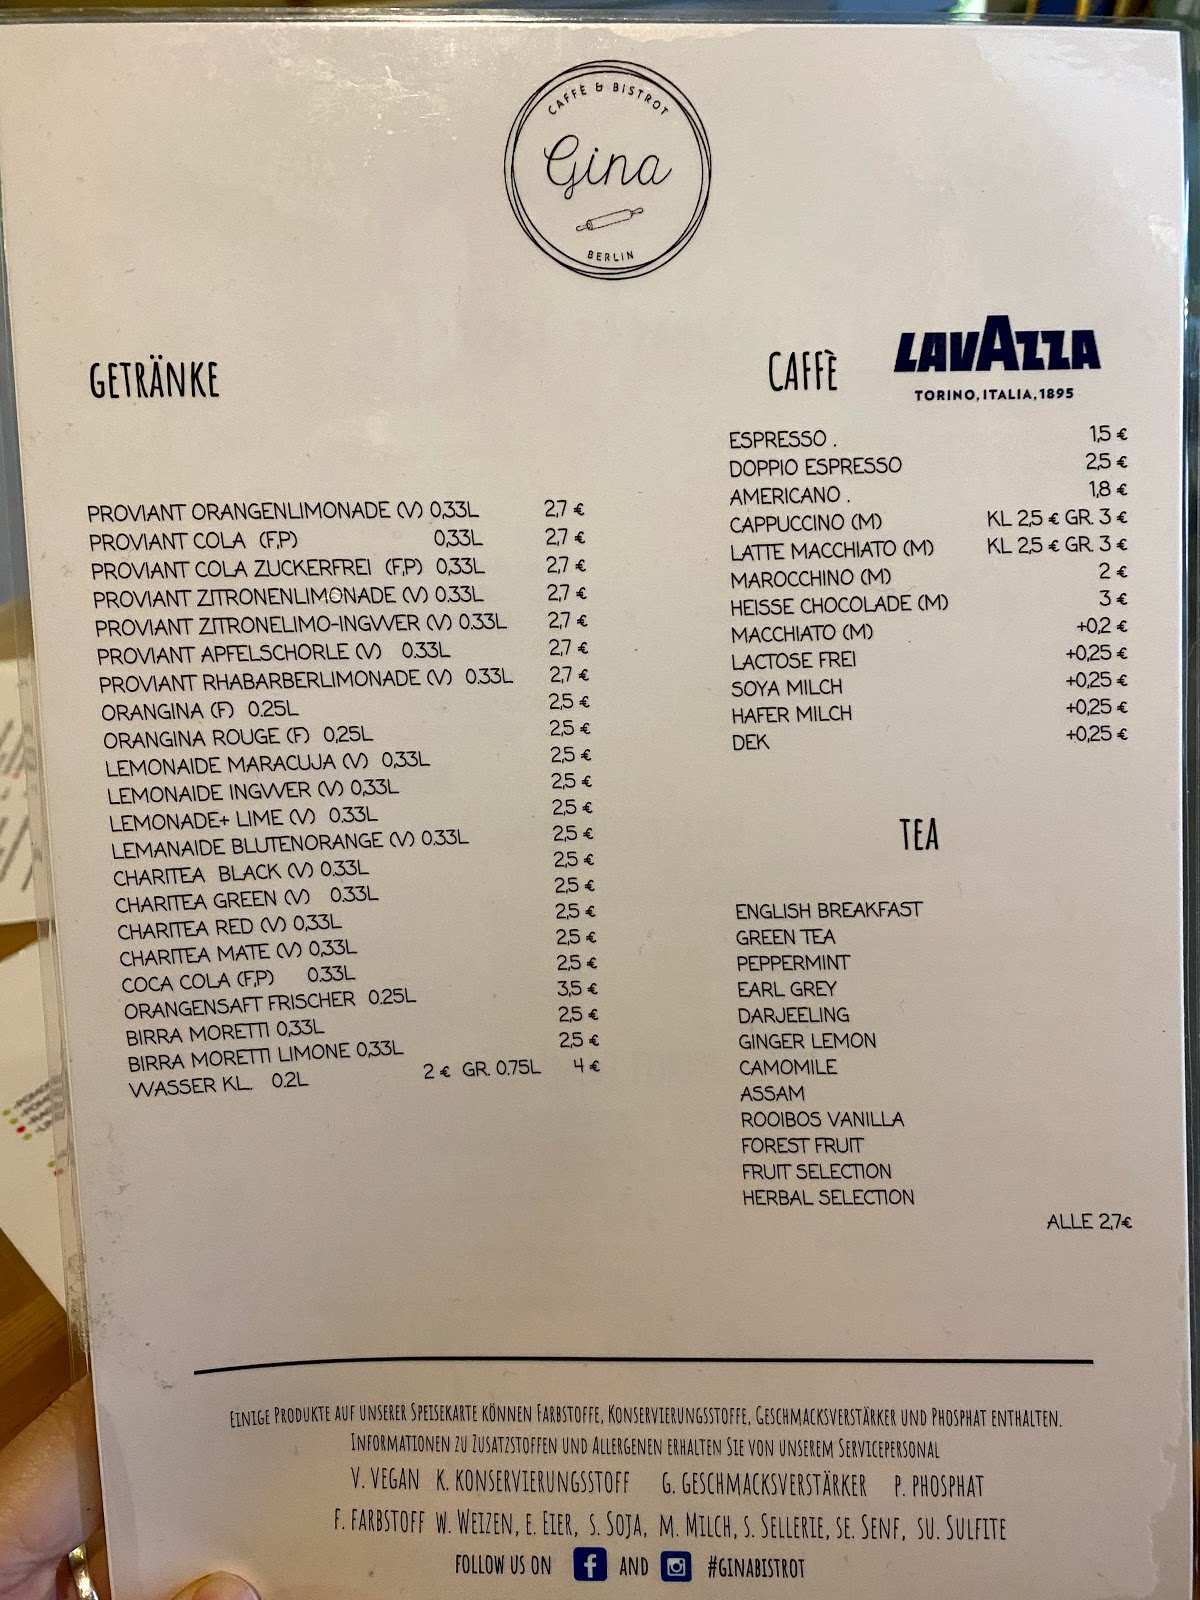 CAFFÈ & BISTROT
Gina
BERLIN
GETRÄNKE
PROVIANT ORANGENLIMONADE (V) 0,33L 2,7 €
PROVIANT COLA (F,P) 0,33L 2,7 €
PROVIANT COLA ZUCKERFREI (F,P) 0,33L 2,7 €
PROVIANT ZITRONENLIMONADE (V) 0.33L 2,7 €
PROVIANT ZITRONELIMO-INGWER (V) 0.33L 2,7 €
PROVIANT APFELSCHORLE (V) 0.33L 2,7 €
PROVIANT RHABARBERLIMONADE (V) 0.33L 2,7 €
ORANGINA (F) 0.25L 2,5 €
ORANGINA ROUGE (F) 0,25L 2,5 €
LEMONAIDE MARACUJA (V) 0,33L 2,5 €
LEMONAIDE INGWER (V) 0,33L 2,5 €
LEMONADE+ LIME (V) 0.33L 2,5 €
LEMANAIDE BLUTENORANGE (V) 0.33L 2,5 €
CHARITEA BLACK (V) 0.33L 2,5 €
CHARITEA GREEN (V) 0.33L 2,5 €
CHARITEA RED (V) 0,33L 2,5 €
CHARITEA MATE (V) 0,33L 2,5 €
COCA COLA (F,P) 0.33L 2,5 €
ORANGENSAFT FRISCHER 0.25L 3,5 €
BIRRA MORETTI 0,33L 2,5 €
BIRRA MORETTI LIMONE 0,33L 2,5 €
WASSER KL. 0.2L 2 € GR. 0.75L 4 €
CAFFÈ
LAVAZZA
TORINO, ITALIA, 1895
ESPRESSO . 1,5 €
DOPPIO ESPRESSO 2,5 €
AMERICANO . 1,8 €
CAPPUCCINO (M) KL 2,5 € GR. 3 €
LATTE MACCHIATO (M) KL 2,5 € GR. 3 €
MAROCCHINO (M) 2 €
HEISSE CHOCOLADE (M) 3 €
MACCHIATO (M) +0,2 €
LACTOSE FREI +0,25 €
SOYA MILCH +0,25 €
HAFER MILCH +0,25 €
DEK +0,25 €
TEA
ENGLISH BREAKFAST
GREEN TEA
PEPPERMINT
EARL GREY
DARJEELING
GINGER LEMON
CAMOMILE
ASSAM
ROOIBOS VANILLA
FOREST FRUIT
FRUIT SELECTION
HERBAL SELECTION
ALLE 2,7€
EINIGE PRODUKTE AUF UNSERER SPEISEKARTE KÖNNEN FARBSTOFFE, KONSERVIERUNGSSTOFFE, GESCHMACKSVERSTÄRKER UND PHOSPHAT ENTHALTEN.
INFORMATIONEN ZU ZUSATZSTOFFEN UND ALLERGENEN ERHALTEN SIE VON UNSEREM SERVICEPERSONAL
V. VEGAN K. KONSERVIERUNGSSTOFF G. GESCHMACKSVERSTÄRKER P. PHOSPHAT
F. FARBSTOFF W. WEIZEN, E. EIER, S. SOJA, M. MILCH, S. SELLERIE, SE. SENF, SU. SULFITE
FOLLOW US ON f AND #GINABISTROT